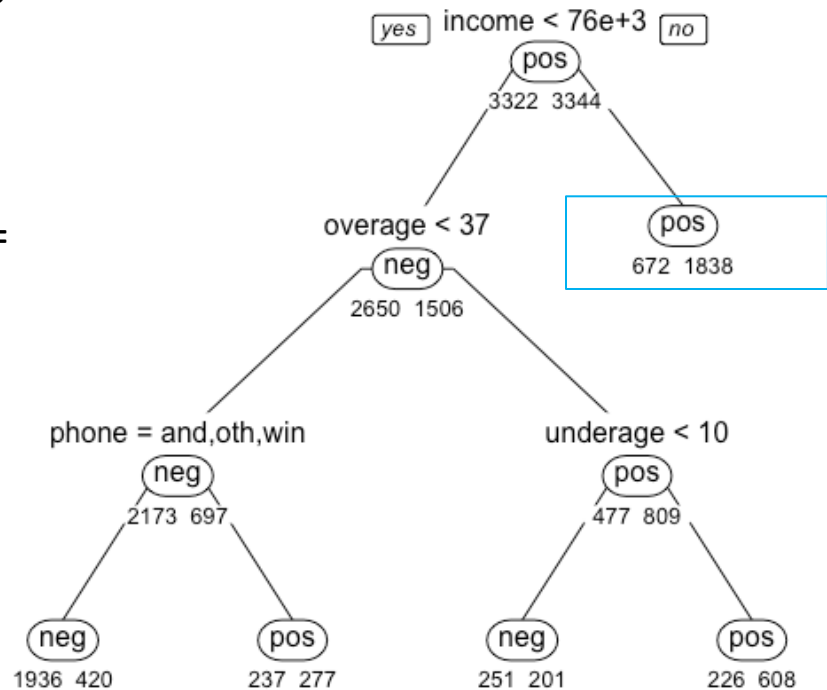 yes income < 76e+3 no
pos
3322 3344
=
overage < 37
neg
2650 1506
pos
672 1838
phone = and,oth,win
neg
2173 697
underage < 10
pos
477 809
neg
1936 420
pos
237 277
neg
251 201
pos
226 608